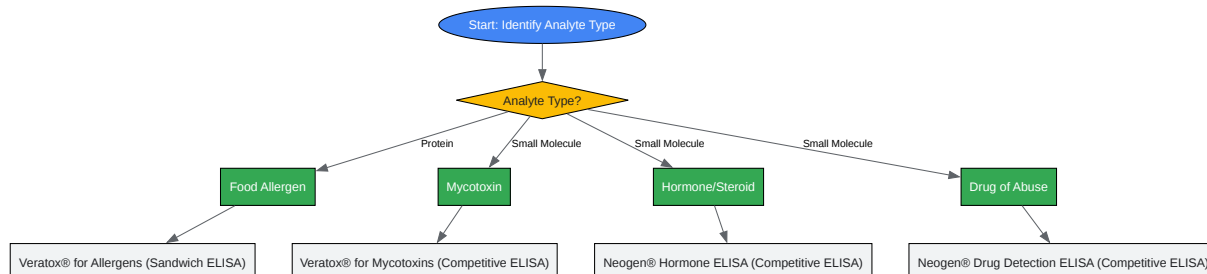 Start: Identify Analyte Type
Analyte Type?
Protein
Small Molecule
Small Molecule
Small Molecule
Food Allergen
Mycotoxin
Hormone/Steroid
Drug of Abuse
Veratox® for Allergens (Sandwich ELISA)
Veratox® for Mycotoxins (Competitive ELISA)
Neogen® Hormone ELISA (Competitive ELISA)
Neogen® Drug Detection ELISA (Competitive ELISA)